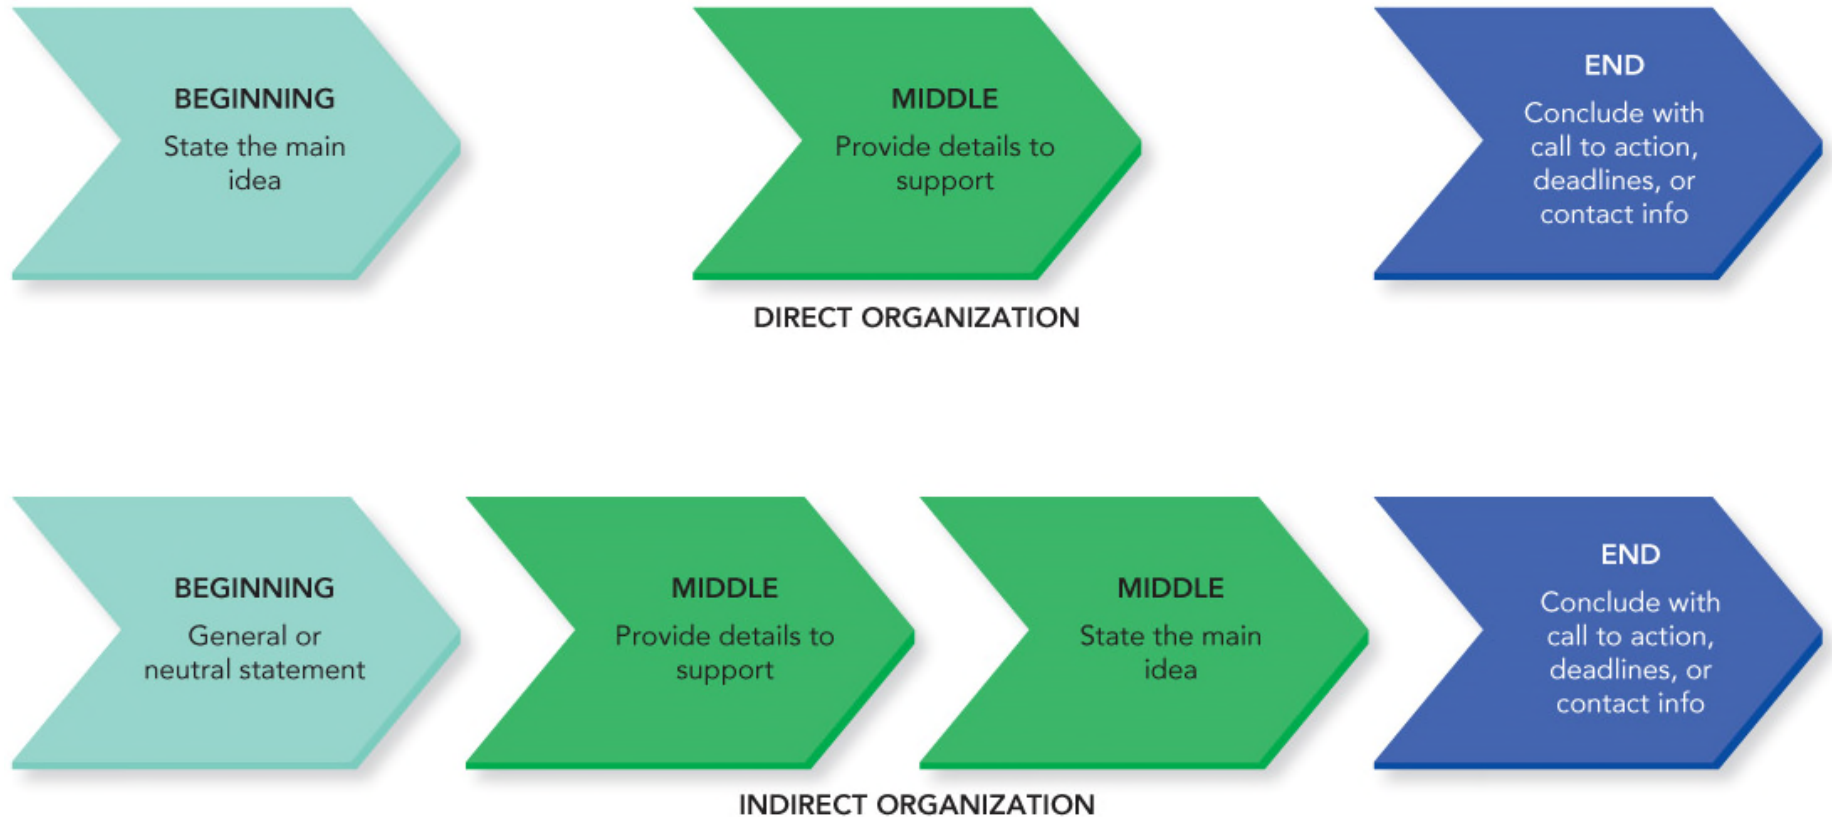 BEGINNING
State the main
idea
MIDDLE
Provide details to
support
END
Conclude with
call to action,
deadlines, or
contact info
DIRECT ORGANIZATION
BEGINNING
General or
neutral statement
MIDDLE
Provide details to
support
MIDDLE
State the main
idea
END
Conclude with
call to action,
deadlines, or
contact info
INDIRECT ORGANIZATION